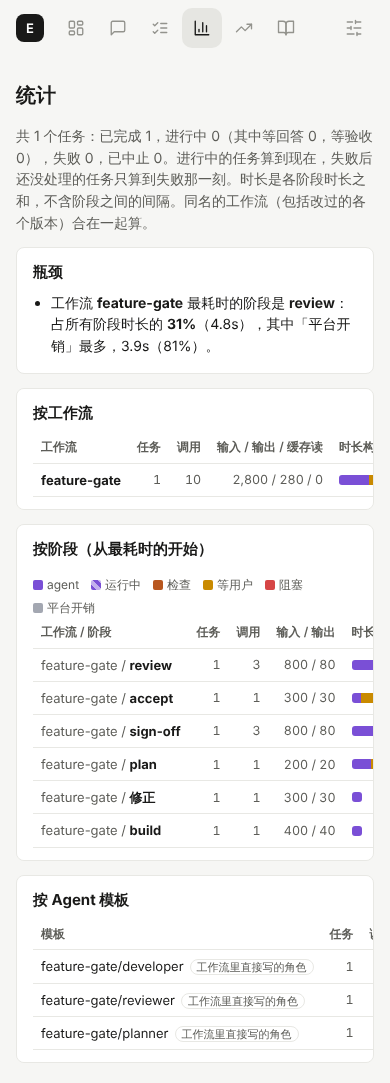 E
统计
共 1 个任务：已完成 1，进行中 0（其中等回答 0，等验收
0），失败 0，已中止 0。进行中的任务算到现在，失败后
还没处理的任务只算到失败那一刻。时长是各阶段时长之
和，不含阶段之间的间隔。同名的工作流（包括改过的各
个版本）合在一起算。
瓶颈
工作流 feature-gate 最耗时的阶段是 review：
占所有阶段时长的 31%（4.8s），其中「平台开
销」最多，3.9s（81%）。
按工作流
工作流 任务 调用 输入 / 输出 / 缓存读 时长构
feature-gate 1 10 2,800 / 280 / 0
按阶段（从最耗时的开始）
agent 运行中 检查 等用户 阻塞
平台开销
工作流 / 阶段 任务 调用 输入 / 输出 时长
feature-gate / review 1 3 800 / 80
feature-gate / accept 1 1 300 / 30
feature-gate / sign-off 1 3 800 / 80
feature-gate / plan 1 1 200 / 20
feature-gate / 修正 1 1 300 / 30
feature-gate / build 1 1 400 / 40
按 Agent 模板
模板 任务
feature-gate/developer 工作流里直接写的角色 1
feature-gate/reviewer 工作流里直接写的角色 1
feature-gate/planner 工作流里直接写的角色 1